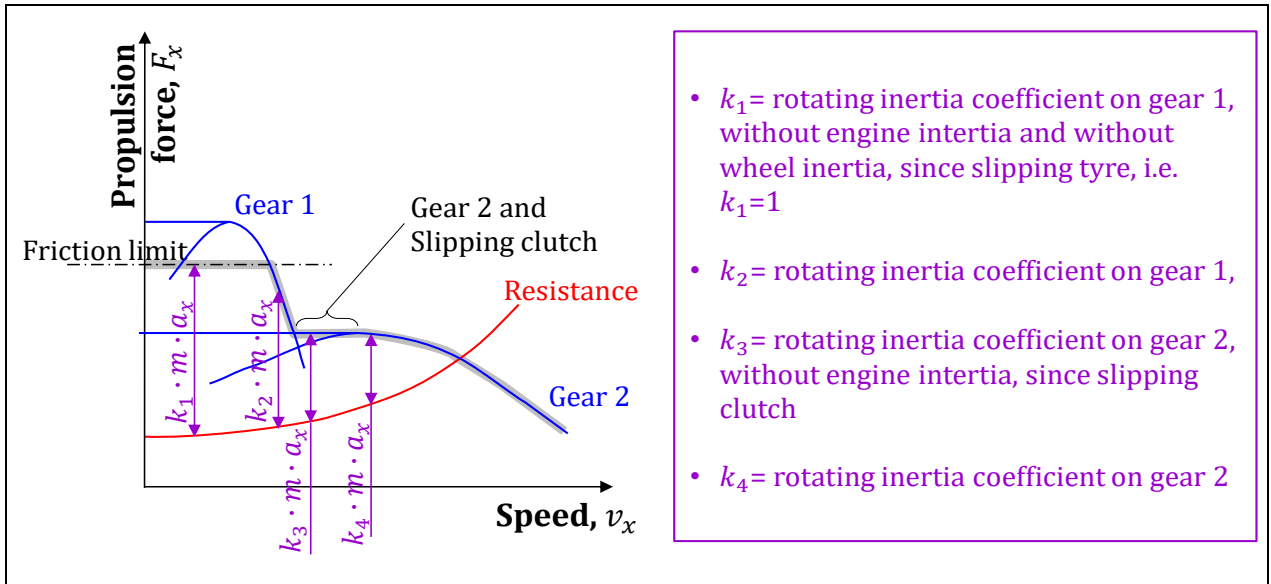 Propulsion
force, F_x
Gear 1
Gear 2 and
Slipping clutch
Friction limit
Resistance
k_1 · m · a_x
k_2 · m · a_x
k_3 · m · a_x
k_4 · m · a_x
Gear 2
Speed, v_x
• k_1= rotating inertia coefficient on gear 1,
without engine intertia and without
wheel inertia, since slipping tyre, i.e.
k_1=1
• k_2= rotating inertia coefficient on gear 1,
• k_3= rotating inertia coefficient on gear 2,
without engine intertia, since slipping
clutch
• k_4= rotating inertia coefficient on gear 2